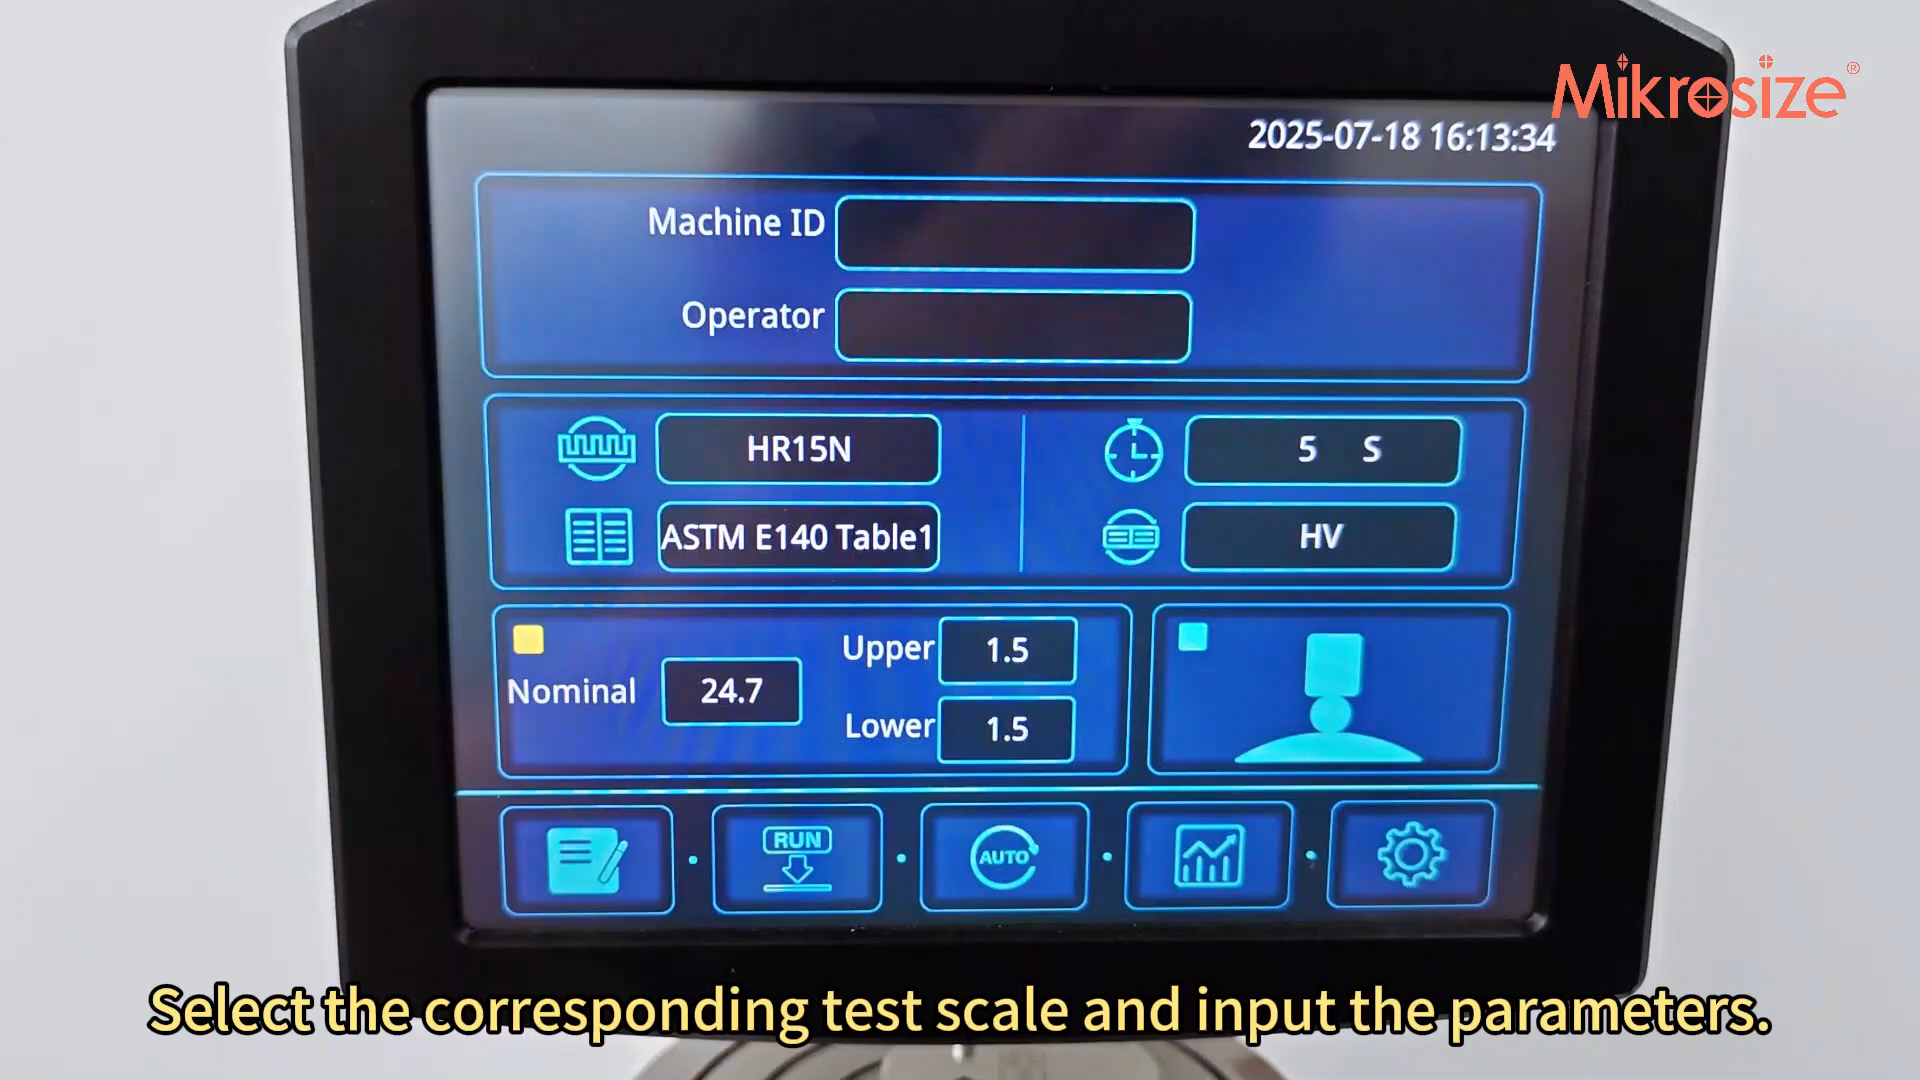 Mikrosize®
2025-07-18 16:13:34
Machine ID
Operator
HR15N
5 S
ASTM E140 Table1
HV
Nominal
24.7
Upper
1.5
Lower
1.5
RUN
AUTO
Select the corresponding test scale and input the parameters.